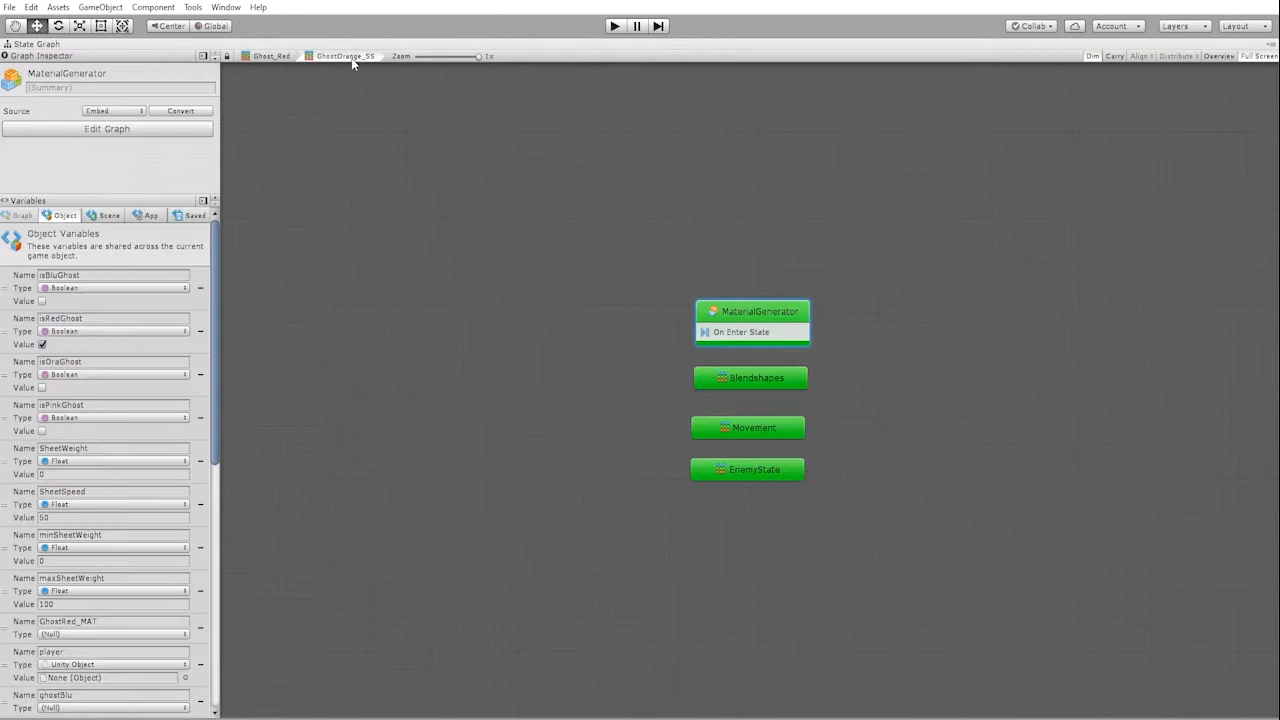 File Edit Assets GameObject Component Tools Window Help
Center Global Collab Account Layers Layout
State Graph
Graph Inspector Ghost_Red GhostOrange_SS Zoom 1x Dim Carry Align Distribute Overview Full Screen
MaterialGenerator
(Summary)
Source Embed Convert
Edit Graph
<> Variables
Graph Object Scene App Saved
Object Variables
These variables are shared across the current
game object.
Name isBluGhost
Type Boolean
Value
Name isRedGhost
Type Boolean
Value
Name isOraGhost
Type Boolean
Value
Name isPinkGhost
Type Boolean
Value
Name SheetWeight
Type Float
Value 0
Name SheetSpeed
Type Float
Value 50
Name minSheetWeight
Type Float
Value 0
Name maxSheetWeight
Type Float
Value 100
Name GhostRed_MAT
Type (Null)
Name player
Type Unity Object
Value None (Object)
Name ghostBlu
Type (Null)
MaterialGenerator
On Enter State
Blendshapes
Movement
EnemyState